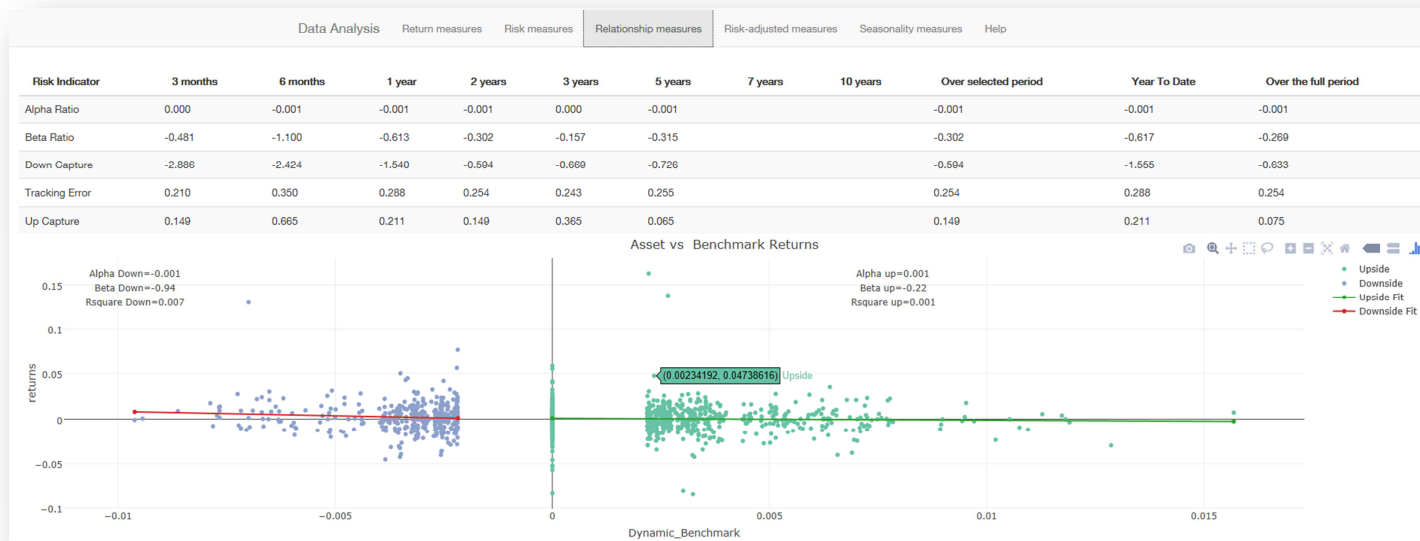 Data Analysis Return measures Risk measures Relationship measures Risk-adjusted measures Seasonality measures Help
Risk Indicator 3 months 6 months 1 year 2 years 3 years 5 years 7 years 10 years Over selected period Year To Date Over the full period
Alpha Ratio 0.000 -0.001 -0.001 -0.001 0.000 -0.001 -0.001 -0.001 -0.001
Beta Ratio -0.481 -1.100 -0.613 -0.302 -0.157 -0.315 -0.302 -0.617 -0.269
Down Capture -2.886 -2.424 -1.540 -0.594 -0.669 -0.726 -0.594 -1.555 -0.633
Tracking Error 0.210 0.350 0.288 0.254 0.243 0.255 0.254 0.288 0.254
Up Capture 0.149 0.665 0.211 0.149 0.365 0.065 0.149 0.211 0.075
Asset vs Benchmark Returns
Alpha Down=-0.001
Beta Down=-0.94
Rsquare Down=0.007
Alpha up=0.001
Beta up=-0.22
Rsquare up=0.001
Upside
Downside
Upside Fit
Downside Fit
0.15
0.1
0.05
0
−0.05
−0.1
returns
(0.00234192, 0.04738616) Upside
−0.01 −0.005 0 0.005 0.01 0.015
Dynamic_Benchmark